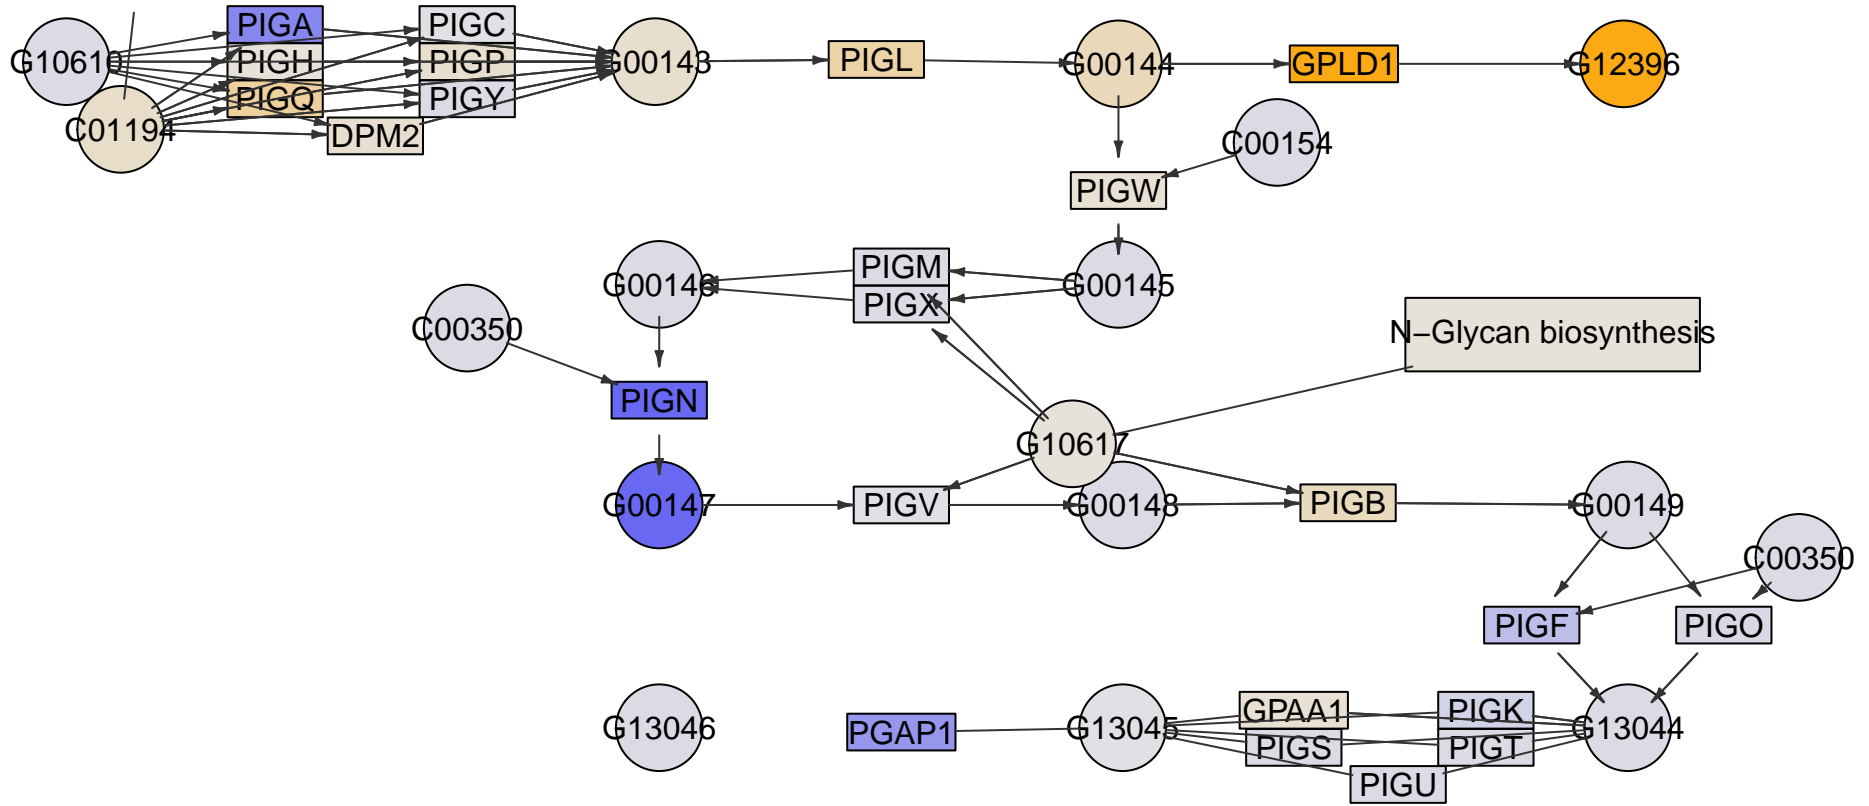 PIGA
PIGC
G10618
PIGH
PIGP
G00143
PIGL
G00144
GPLD1
G12396
PIGQ
PIGY
C01194
DPM2
C00154
PIGW
PIGM
G00146
G00145
PIGX
C00350
N−Glycan biosynthesis
PIGN
G10617
G00147
PIGV
G00148
PIGB
G00149
C00350
PIGF
PIGO
GPAA1
PIGK
G13046
PGAP1
G13045
G13044
PIGS
PIGT
PIGU